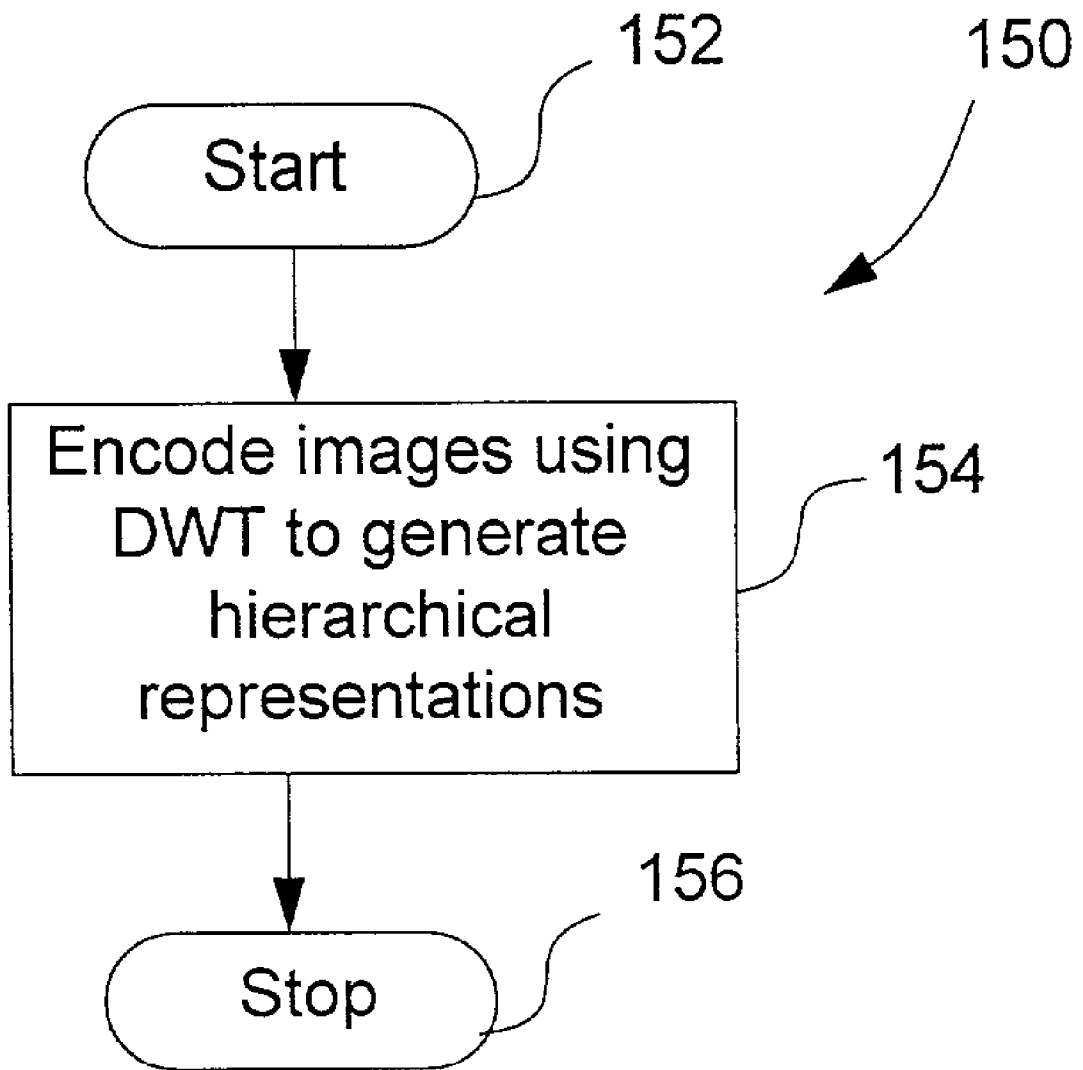 152
150
Start
Encode images using
DWT to generate
hierarchical
representations
154
156
Stop